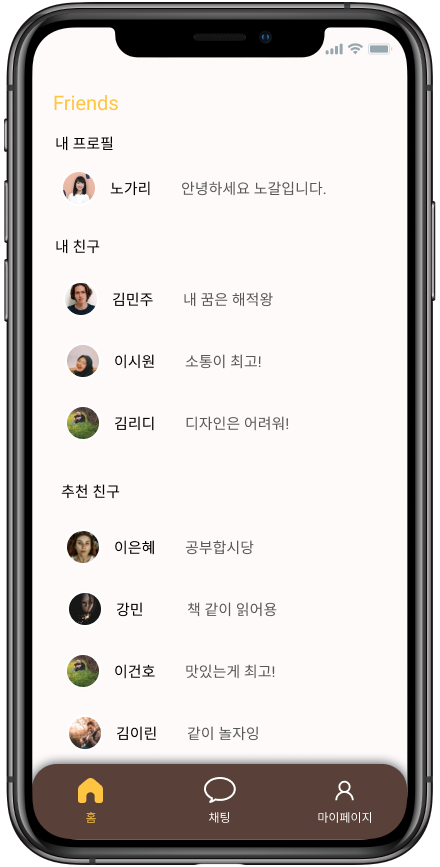 Friends
내 프로필
노가리 안녕하세요 노갈입니다.
내 친구
김민주 내 꿈은 해적왕
이시원 소통이 최고!
김리디 디자인은 어려워!
추천 친구
이은혜 공부합시당
강민 책 같이 읽어용
이건호 맛있는게 최고!
김이린 같이 놀자잉
홈 채팅 마이페이지